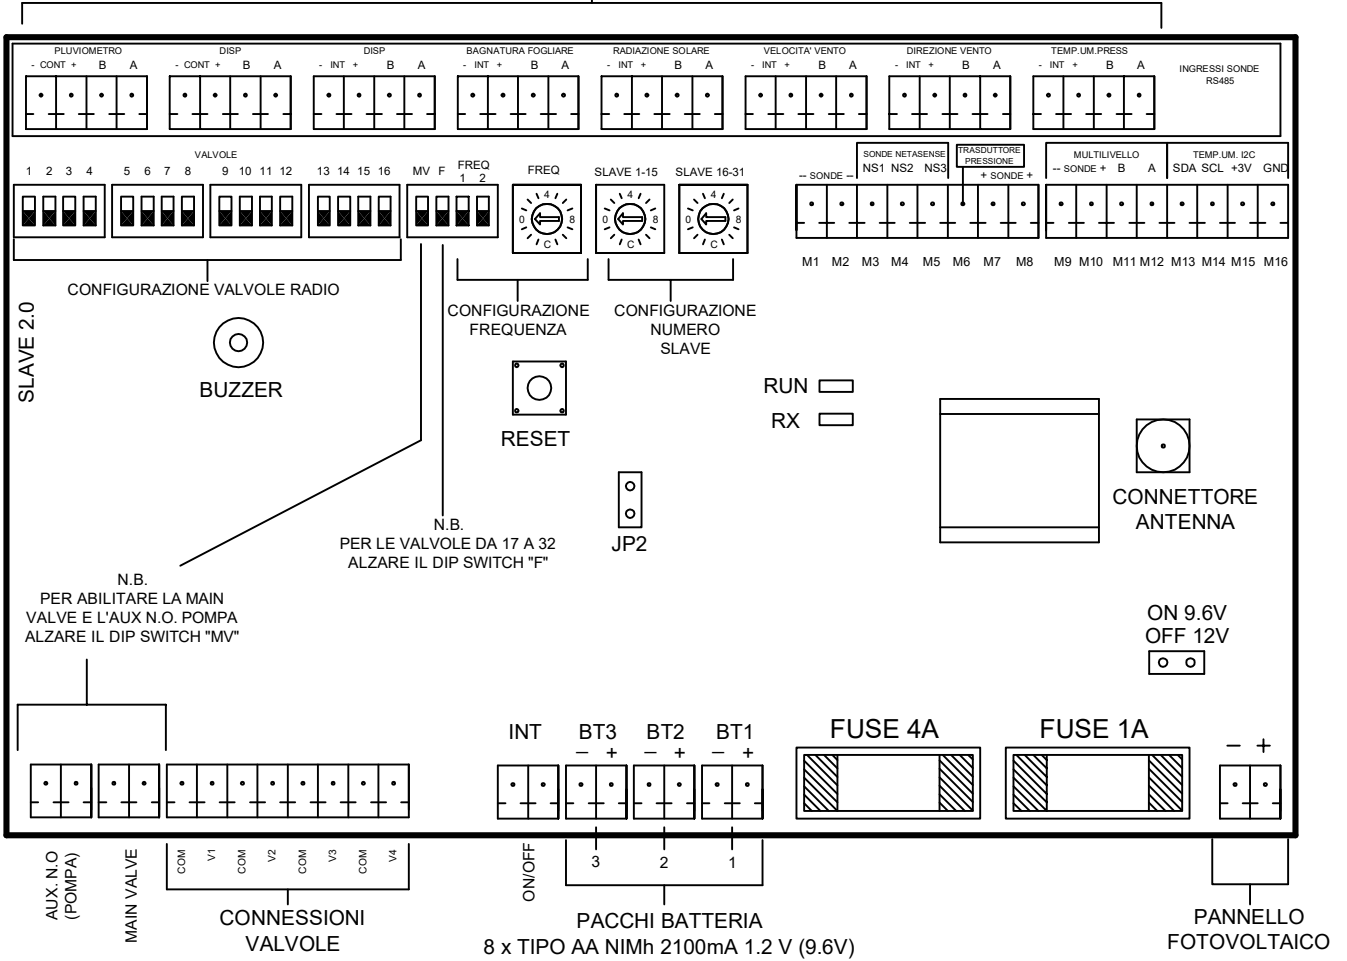 PLUVIOMETRO
- CONT + B A
DISP
- CONT + B A
DISP
- INT + B A
BAGNATURA FOGLIARE
- INT + B A
RADIAZIONE SOLARE
- INT + B A
VELOCITA' VENTO
- INT + B A
DIREZIONE VENTO
- INT + B A
TEMP.UM.PRESS
- INT + B A
INGRESSI SONDE
RS485
VALVOLE
1 2 3 4 5 6 7 8 9 10 11 12 13 14 15 16
MV F FREQ
1 2
FREQ
0 4 8 C
SLAVE 1-15
0 4 8 C
SLAVE 16-31
0 4 8 C
-- SONDE --
SONDE NETASENSE
NS1 NS2 NS3
TRASDUTTORE
PRESSIONE
+ SONDE +
MULTILIVELLO
-- SONDE + B A
TEMP.UM. I2C
SDA SCL +3V GND
M1 M2 M3 M4 M5 M6 M7 M8 M9 M10 M11 M12 M13 M14 M15 M16
CONFIGURAZIONE VALVOLE RADIO
CONFIGURAZIONE
FREQUENZA
CONFIGURAZIONE
NUMERO
SLAVE
SLAVE 2.0
BUZZER
RESET
RUN
RX
JP2
CONNETTORE
ANTENNA
N.B.
PER LE VALVOLE DA 17 A 32
ALZARE IL DIP SWITCH "F"
N.B.
PER ABILITARE LA MAIN
VALVE E L'AUX N.O. POMPA
ALZARE IL DIP SWITCH "MV"
ON 9.6V
OFF 12V
INT
BT3
– +
BT2
– +
BT1
– +
FUSE 4A
FUSE 1A
– +
AUX. N.O
(POMPA)
MAIN VALVE
COM V1 COM V2 COM V3 COM V4
CONNESSIONI
VALVOLE
ON/OFF
3 2 1
PACCHI BATTERIA
8 x TIPO AA NIMh 2100mA 1.2 V (9.6V)
PANNELLO
FOTOVOLTAICO